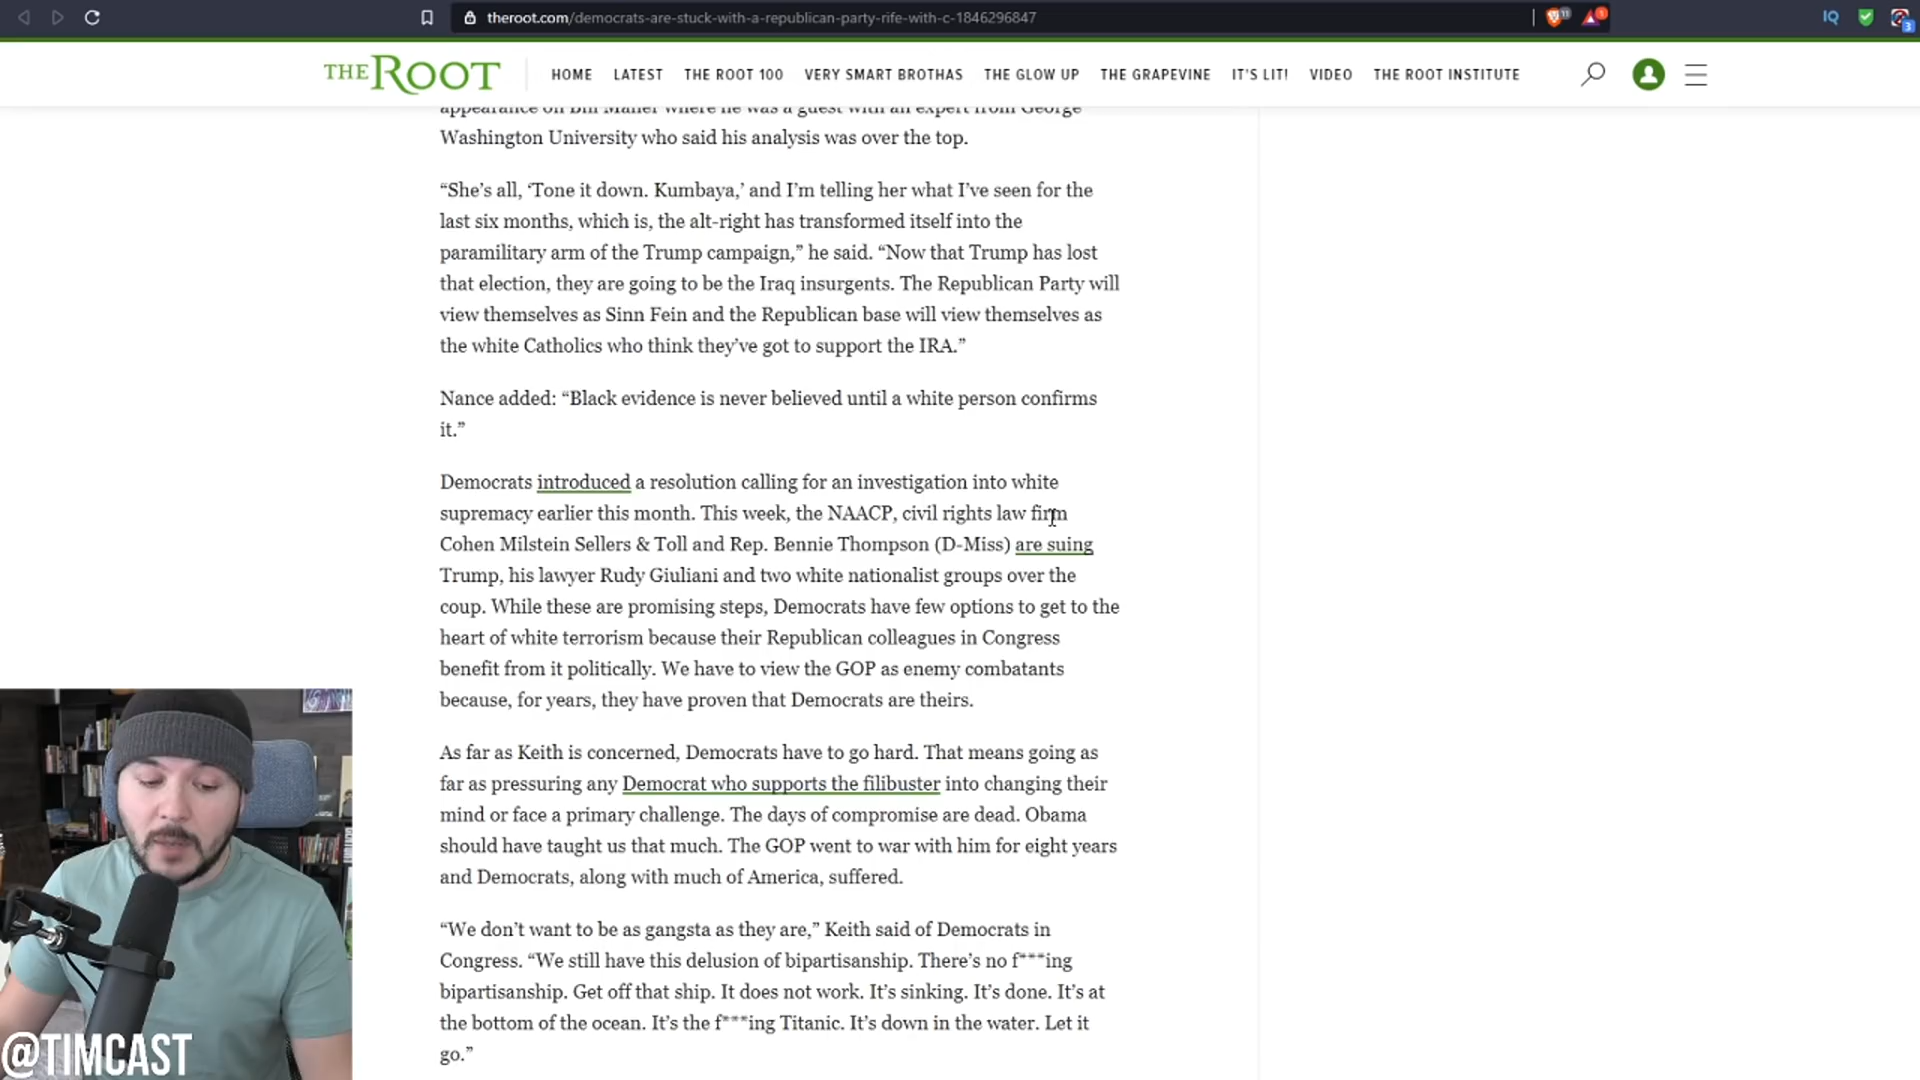 theroot.com/democrats-are-stuck-with-a-republican-party-rife-with-c-1846296847
IQ
3
THE ROOT
HOME
LATEST
THE ROOT 100
VERY SMART BROTHAS
THE GLOW UP
THE GRAPEVINE
IT'S LIT!
VIDEO
THE ROOT INSTITUTE
appearance on Bill Maher where he was a guest with an expert from George
Washington University who said his analysis was over the top.
“She’s all, ‘Tone it down. Kumbaya,’ and I’m telling her what I’ve seen for the
last six months, which is, the alt-right has transformed itself into the
paramilitary arm of the Trump campaign,” he said. “Now that Trump has lost
that election, they are going to be the Iraq insurgents. The Republican Party will
view themselves as Sinn Fein and the Republican base will view themselves as
the white Catholics who think they’ve got to support the IRA.”
Nance added: “Black evidence is never believed until a white person confirms
it.”
Democrats introduced a resolution calling for an investigation into white
supremacy earlier this month. This week, the NAACP, civil rights law firm
Cohen Milstein Sellers & Toll and Rep. Bennie Thompson (D-Miss) are suing
Trump, his lawyer Rudy Giuliani and two white nationalist groups over the
coup. While these are promising steps, Democrats have few options to get to the
heart of white terrorism because their Republican colleagues in Congress
benefit from it politically. We have to view the GOP as enemy combatants
because, for years, they have proven that Democrats are theirs.
As far as Keith is concerned, Democrats have to go hard. That means going as
far as pressuring any Democrat who supports the filibuster into changing their
mind or face a primary challenge. The days of compromise are dead. Obama
should have taught us that much. The GOP went to war with him for eight years
and Democrats, along with much of America, suffered.
“We don’t want to be as gangsta as they are,” Keith said of Democrats in
Congress. “We still have this delusion of bipartisanship. There’s no f***ing
bipartisanship. Get off that ship. It does not work. It’s sinking. It’s done. It’s at
the bottom of the ocean. It’s the f***ing Titanic. It’s down in the water. Let it
go.”
@TIMCAST